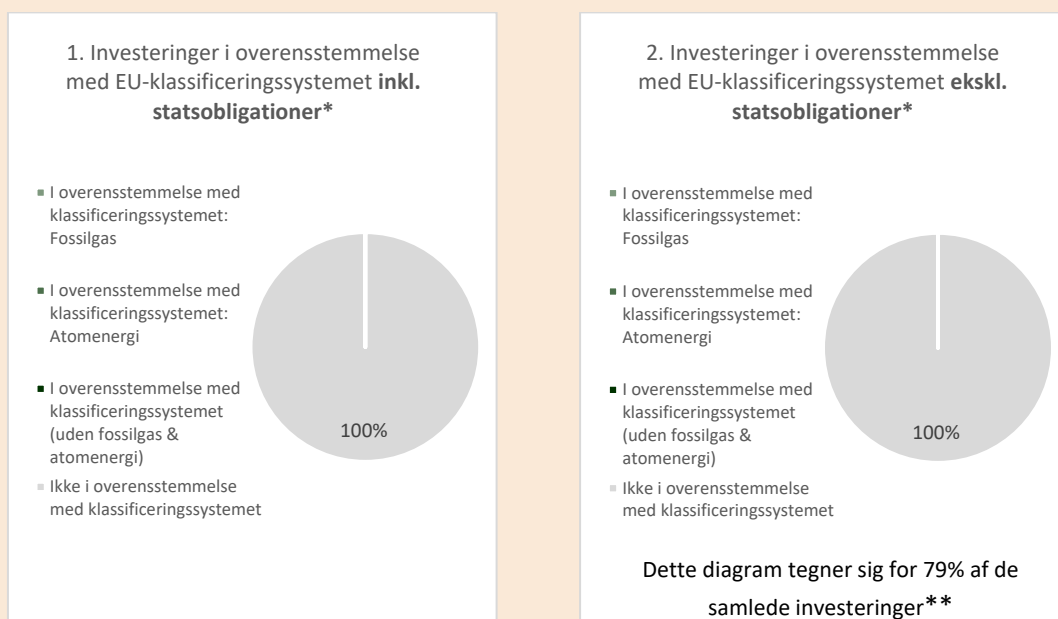 1. Investeringer i overensstemmelse
med EU-klassificeringssystemet inkl.
statsobligationer*
I overensstemmelse med
klassificeringssystemet:
Fossilgas
I overensstemmelse med
klassificeringssystemet:
Atomenergi
I overensstemmelse med
klassificeringssystemet
(uden fossilgas &
atomenergi)
Ikke i overensstemmelse
med klassificeringssystemet
100%
2. Investeringer i overensstemmelse
med EU-klassificeringssystemet ekskl.
statsobligationer*
I overensstemmelse med
klassificeringssystemet:
Fossilgas
I overensstemmelse med
klassificeringssystemet:
Atomenergi
I overensstemmelse med
klassificeringssystemet
(uden fossilgas &
atomenergi)
Ikke i overensstemmelse
med klassificeringssystemet
100%
Dette diagram tegner sig for 79% af de
samlede investeringer**